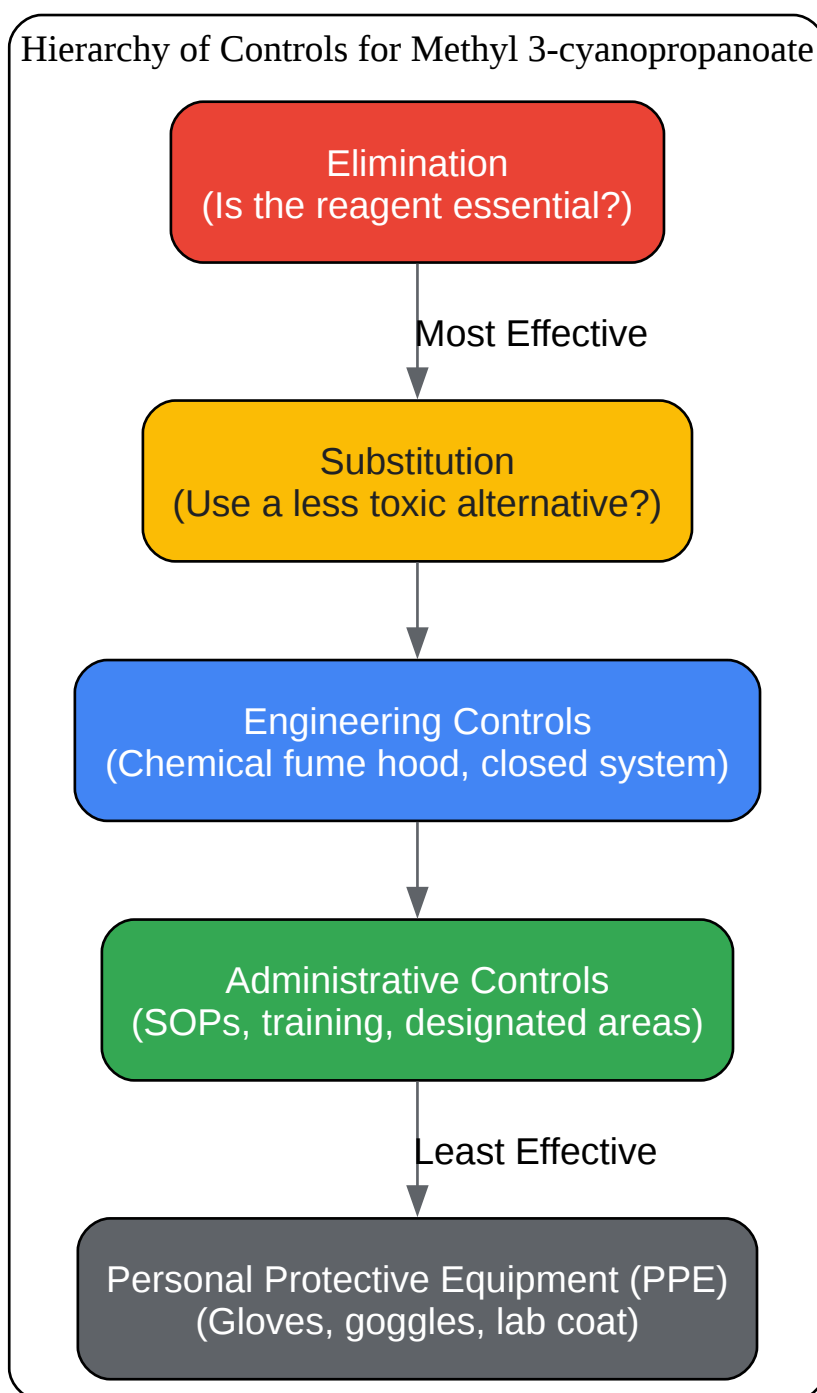 Hierarchy of Controls for Methyl 3-cyanopropanoate
Elimination
(Is the reagent essential?)
Most Effective
Substitution
(Use a less toxic alternative?)
Engineering Controls
(Chemical fume hood, closed system)
Administrative Controls
(SOPs, training, designated areas)
Least Effective
Personal Protective Equipment (PPE)
(Gloves, goggles, lab coat)